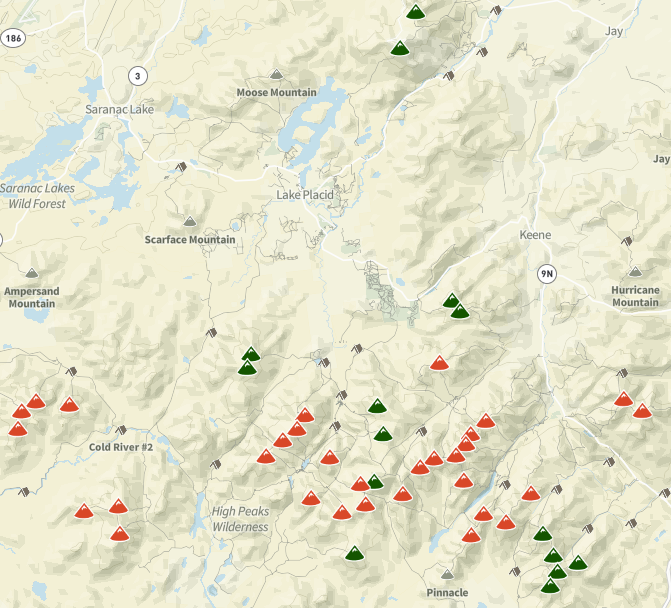 186
Jay
3
Moose Mountain
Saranac Lake
Jay
Saranac Lakes
Wild Forest
Lake Placid
Scarface Mountain
Keene
9N
Ampersand
Mountain
Hurricane
Mountain
Cold River #2
High Peaks
Wilderness
Pinnacle